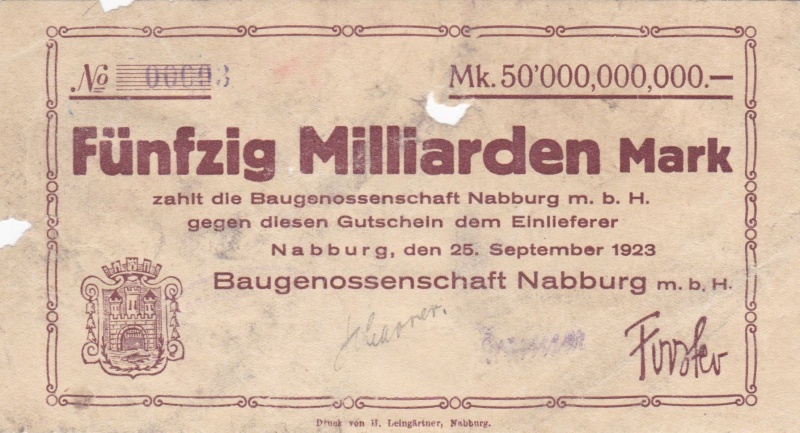 No 00693
Mk. 50'000,000,000.—
Fünfzig Milliarden Mark
zahlt die Baugenossenschaft Nabburg m. b. H.
gegen diesen Gutschein dem Einlieferer
Nabburg, den 25. September 1923
Baugenossenschaft Nabburg m. b. H.
Druck von H. Leingärtner, Nabburg.